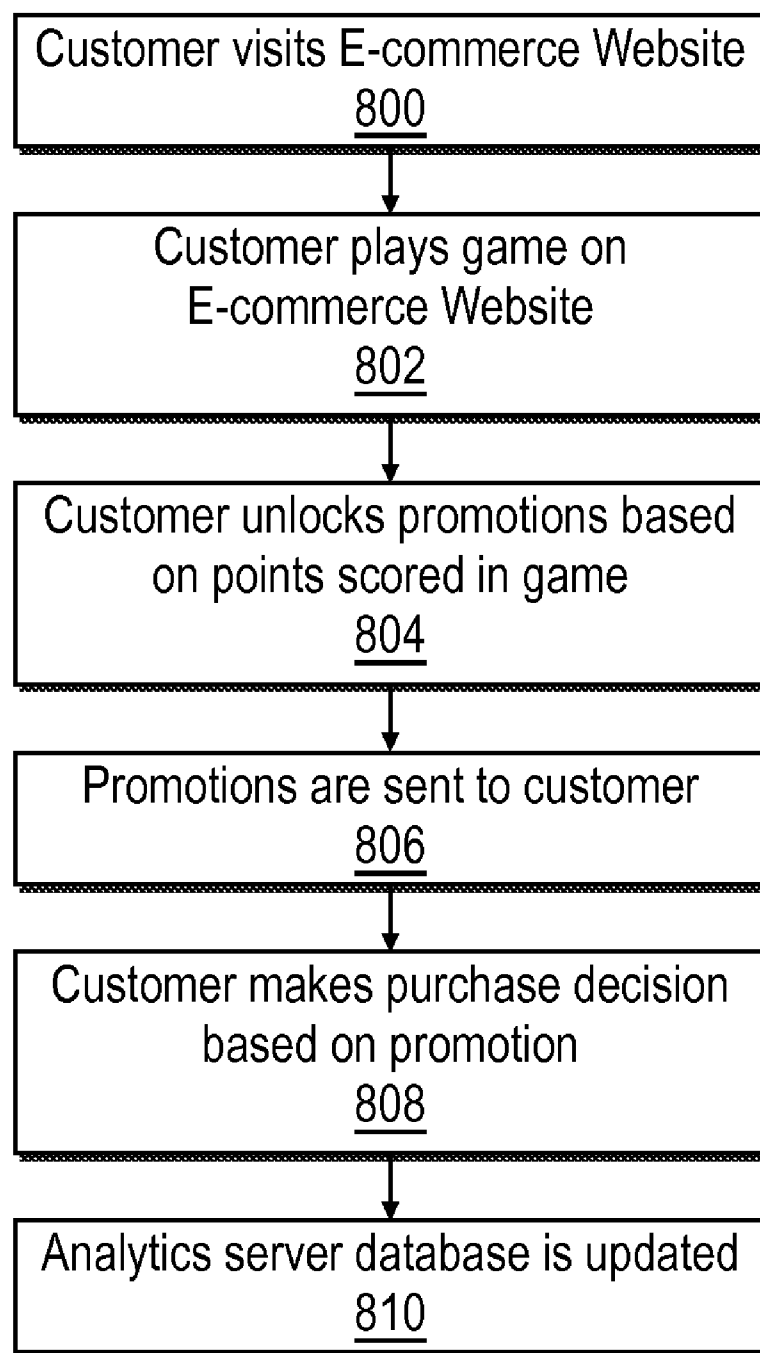 Customer visits E-commerce Website
800
Customer plays game on
E-commerce Website
802
Customer unlocks promotions based
on points scored in game
804
Promotions are sent to customer
806
Customer makes purchase decision
based on promotion
808
Analytics server database is updated
810